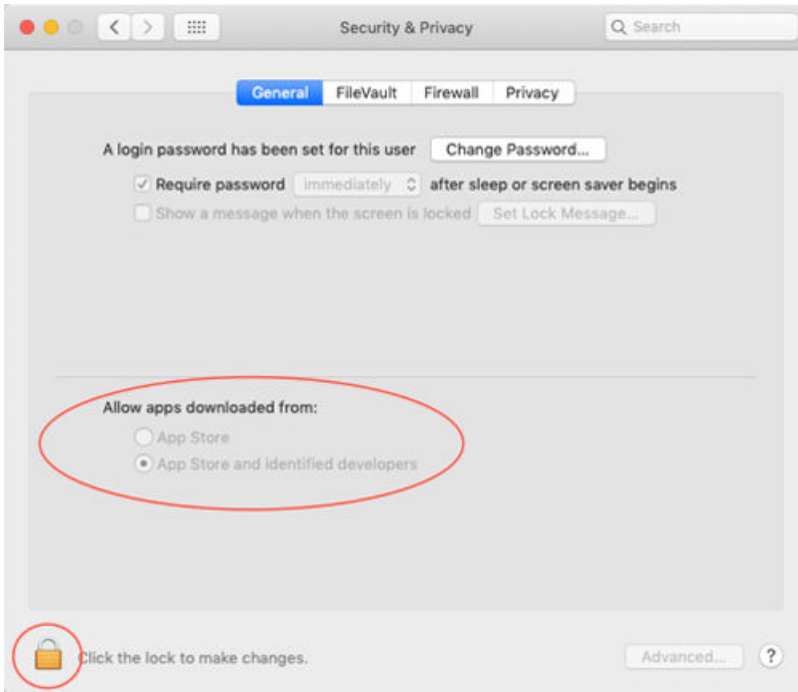 Security & Privacy
Search
General FileVault Firewall Privacy
A login password has been set for this user Change Password...
Require password immediately after sleep or screen saver begins
Show a message when the screen is locked Set Lock Message...
Allow apps downloaded from:
App Store
App Store and identified developers
Click the lock to make changes.
Advanced... ?